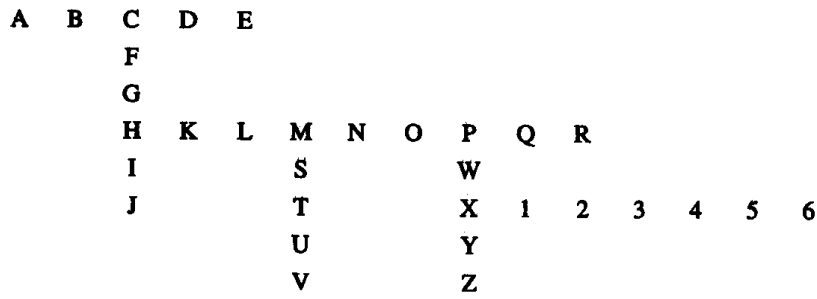 A B C D E
F
G
H K L M N O P Q R
I S W
J T X 1 2 3 4 5 6
U Y
V Z